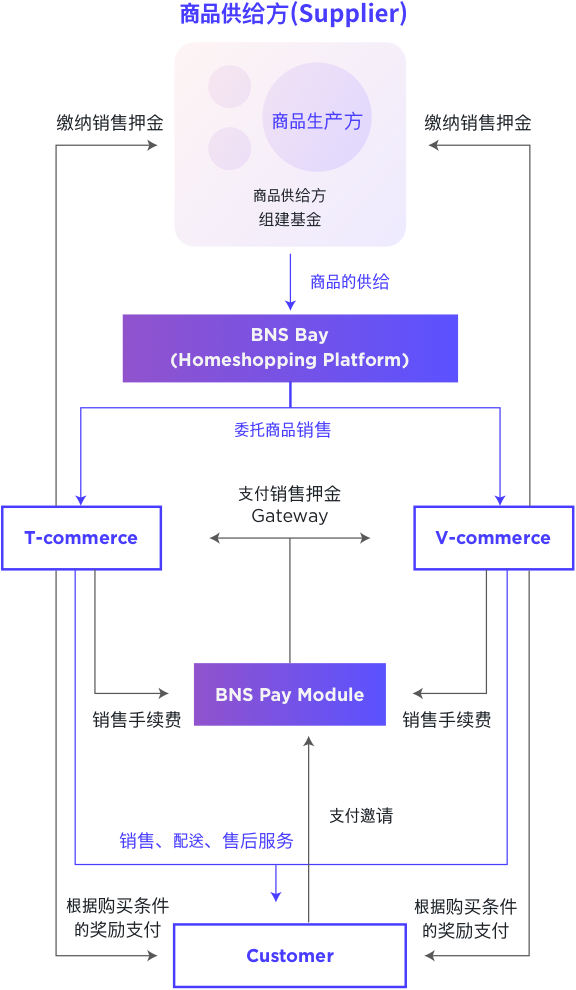 商品供给方(Supplier)
缴纳销售押金
缴纳销售押金
商品生产方
商品供给方
组建基金
商品的供给
BNS Bay
(Homeshopping Platform)
委托商品销售
支付销售押金
Gateway
T-commerce
V-commerce
BNS Pay Module
销售手续费
销售手续费
支付邀请
销售、配送、售后服务
根据购买条件
的奖励支付
根据购买条件
的奖励支付
Customer